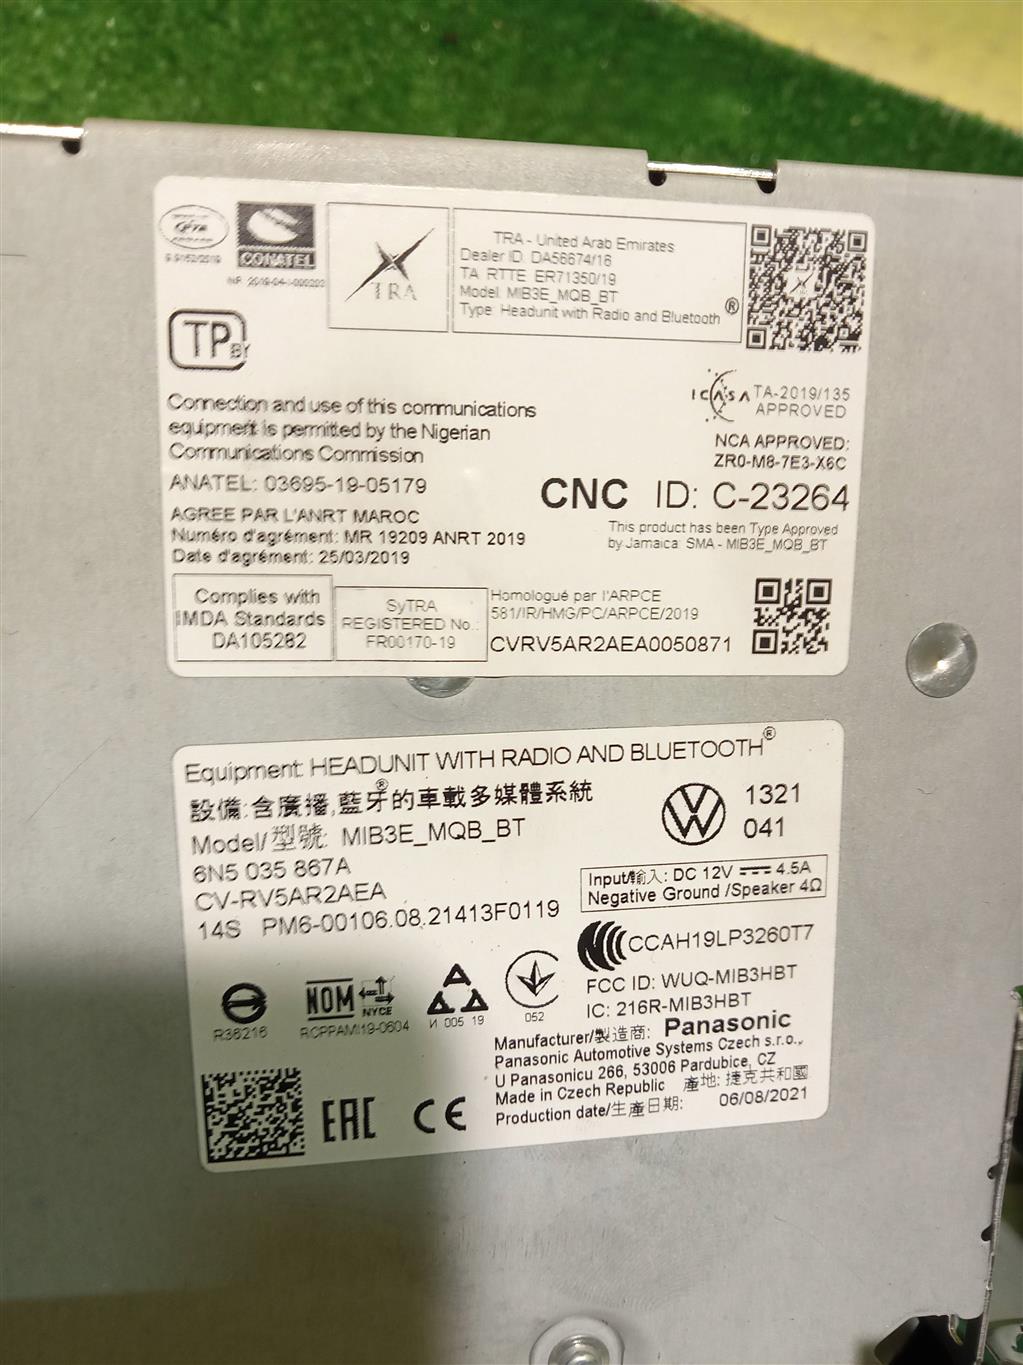 CONATEL
NR: 2019-04-I-000203
TRA
TRA - United Arab Emirates
Dealer ID: DA56674/16
TA RTTE: ER71350/19
Model: MIB3E_MQB_BT
Type: Headunit with Radio and Bluetooth®
TP BY
ICASA TA-2019/135
APPROVED
Connection and use of this communications
equipment is permitted by the Nigerian
Communications Commission
NCA APPROVED:
ZR0-M8-7E3-X6C
ANATEL: 03695-19-05179
CNC ID: C-23264
AGREE PAR L'ANRT MAROC
Numéro d'agrément: MR 19209 ANRT 2019
Date d'agrément: 25/03/2019
This product has been Type Approved
by Jamaica: SMA - MIB3E_MQB_BT
Complies with
IMDA Standards
DA105282
SyTRA
REGISTERED No.:
FR00170-19
Homologué par l'ARPCE
581/IR/HMG/PC/ARPCE/2019
CVRV5AR2AEA0050871
Equipment: HEADUNIT WITH RADIO AND BLUETOOTH®
設備:含廣播,藍牙®的車載多媒體系統
Model/型號: MIB3E_MQB_BT
6N5 035 867A
CV-RV5AR2AEA
14S PM6-00106.08.21413F0119
1321
041
Input/輸入: DC 12V 4.5A
Negative Ground /Speaker 4Ω
CCAH19LP3260T7
FCC ID: WUQ-MIB3HBT
IC: 216R-MIB3HBT
R36216
NOM NYCE
RCPPAMI19-0604
И 005 19
052
Manufacturer/製造商: Panasonic
Panasonic Automotive Systems Czech s.r.o.,
U Panasonicu 266, 53006 Pardubice, CZ
Made in Czech Republic 產地: 捷克共和國
Production date/生產日期: 06/08/2021
EAC CE